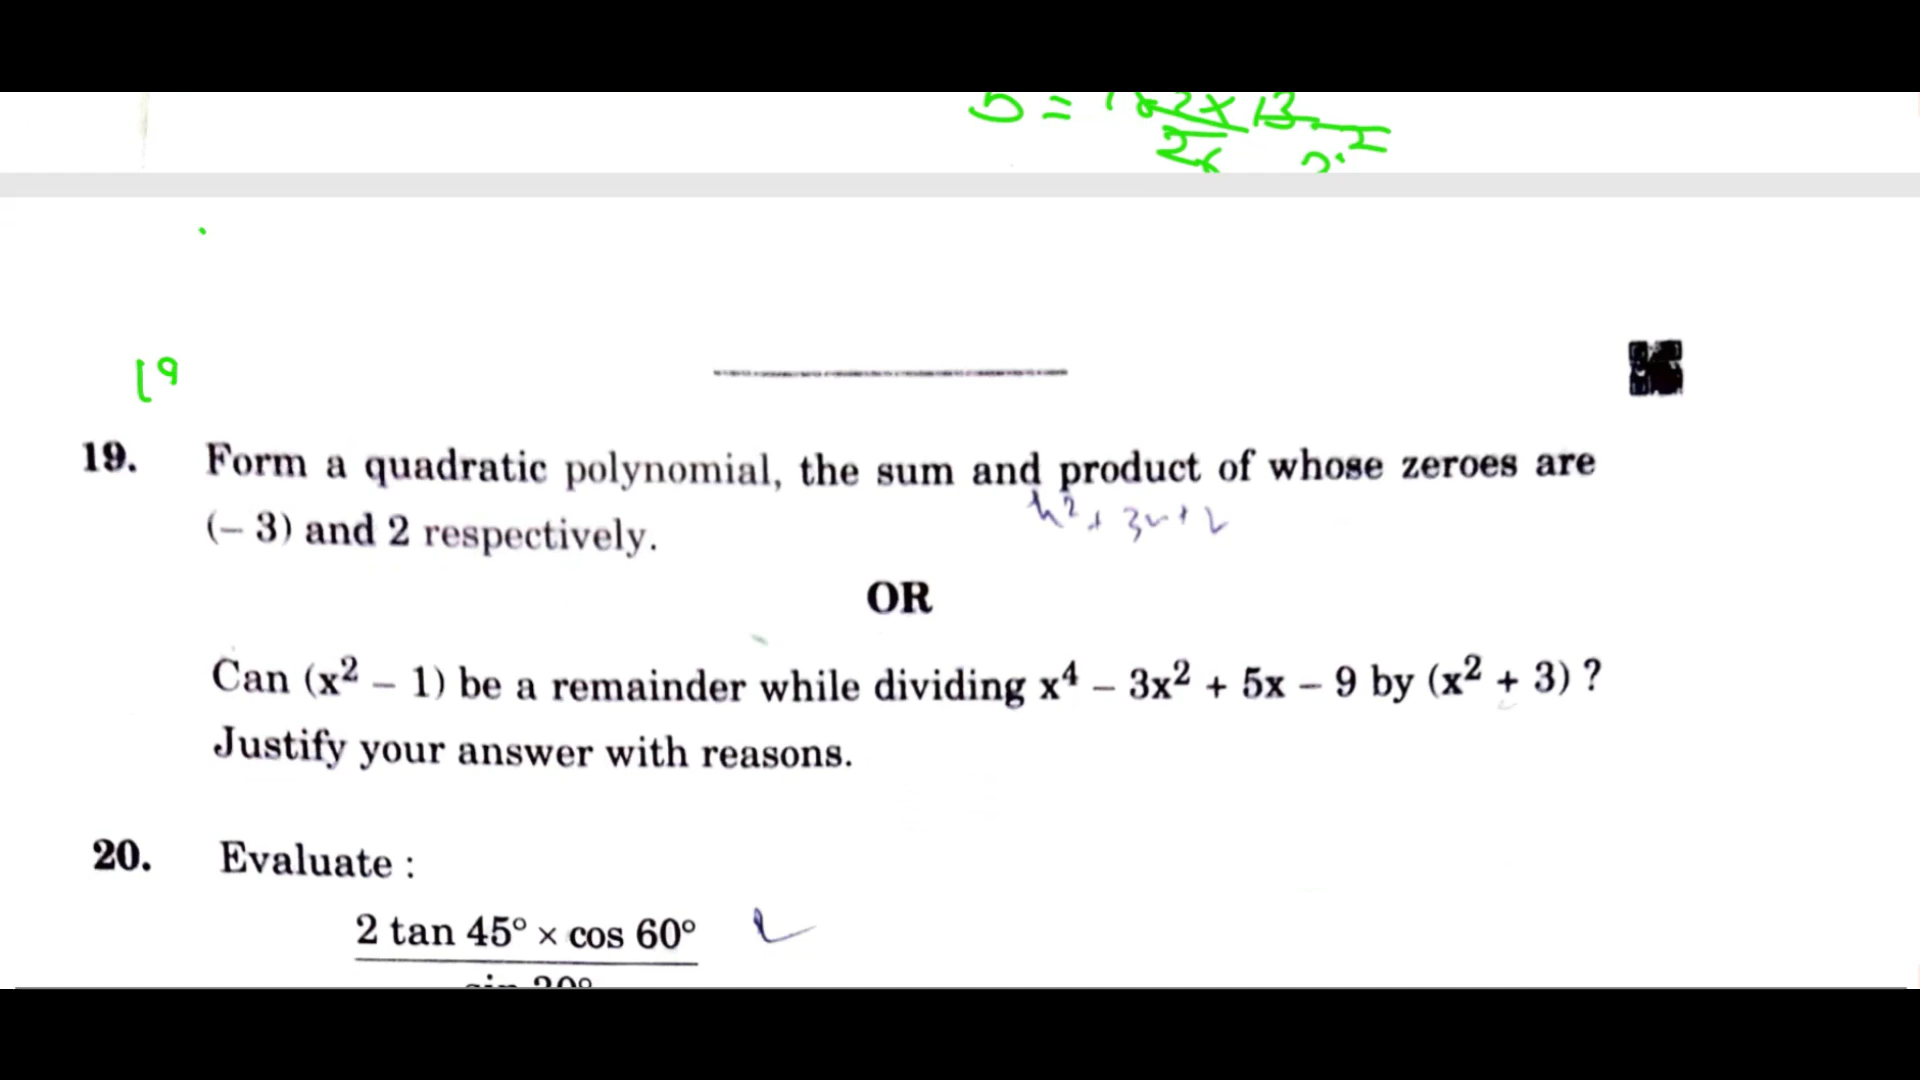 19
19. Form a quadratic polynomial, the sum and product of whose zeroes are
(– 3) and 2 respectively.
OR
Can (x² – 1) be a remainder while dividing x⁴ – 3x² + 5x – 9 by (x² + 3) ?
Justify your answer with reasons.
20. Evaluate :
2 tan 45° × cos 60°